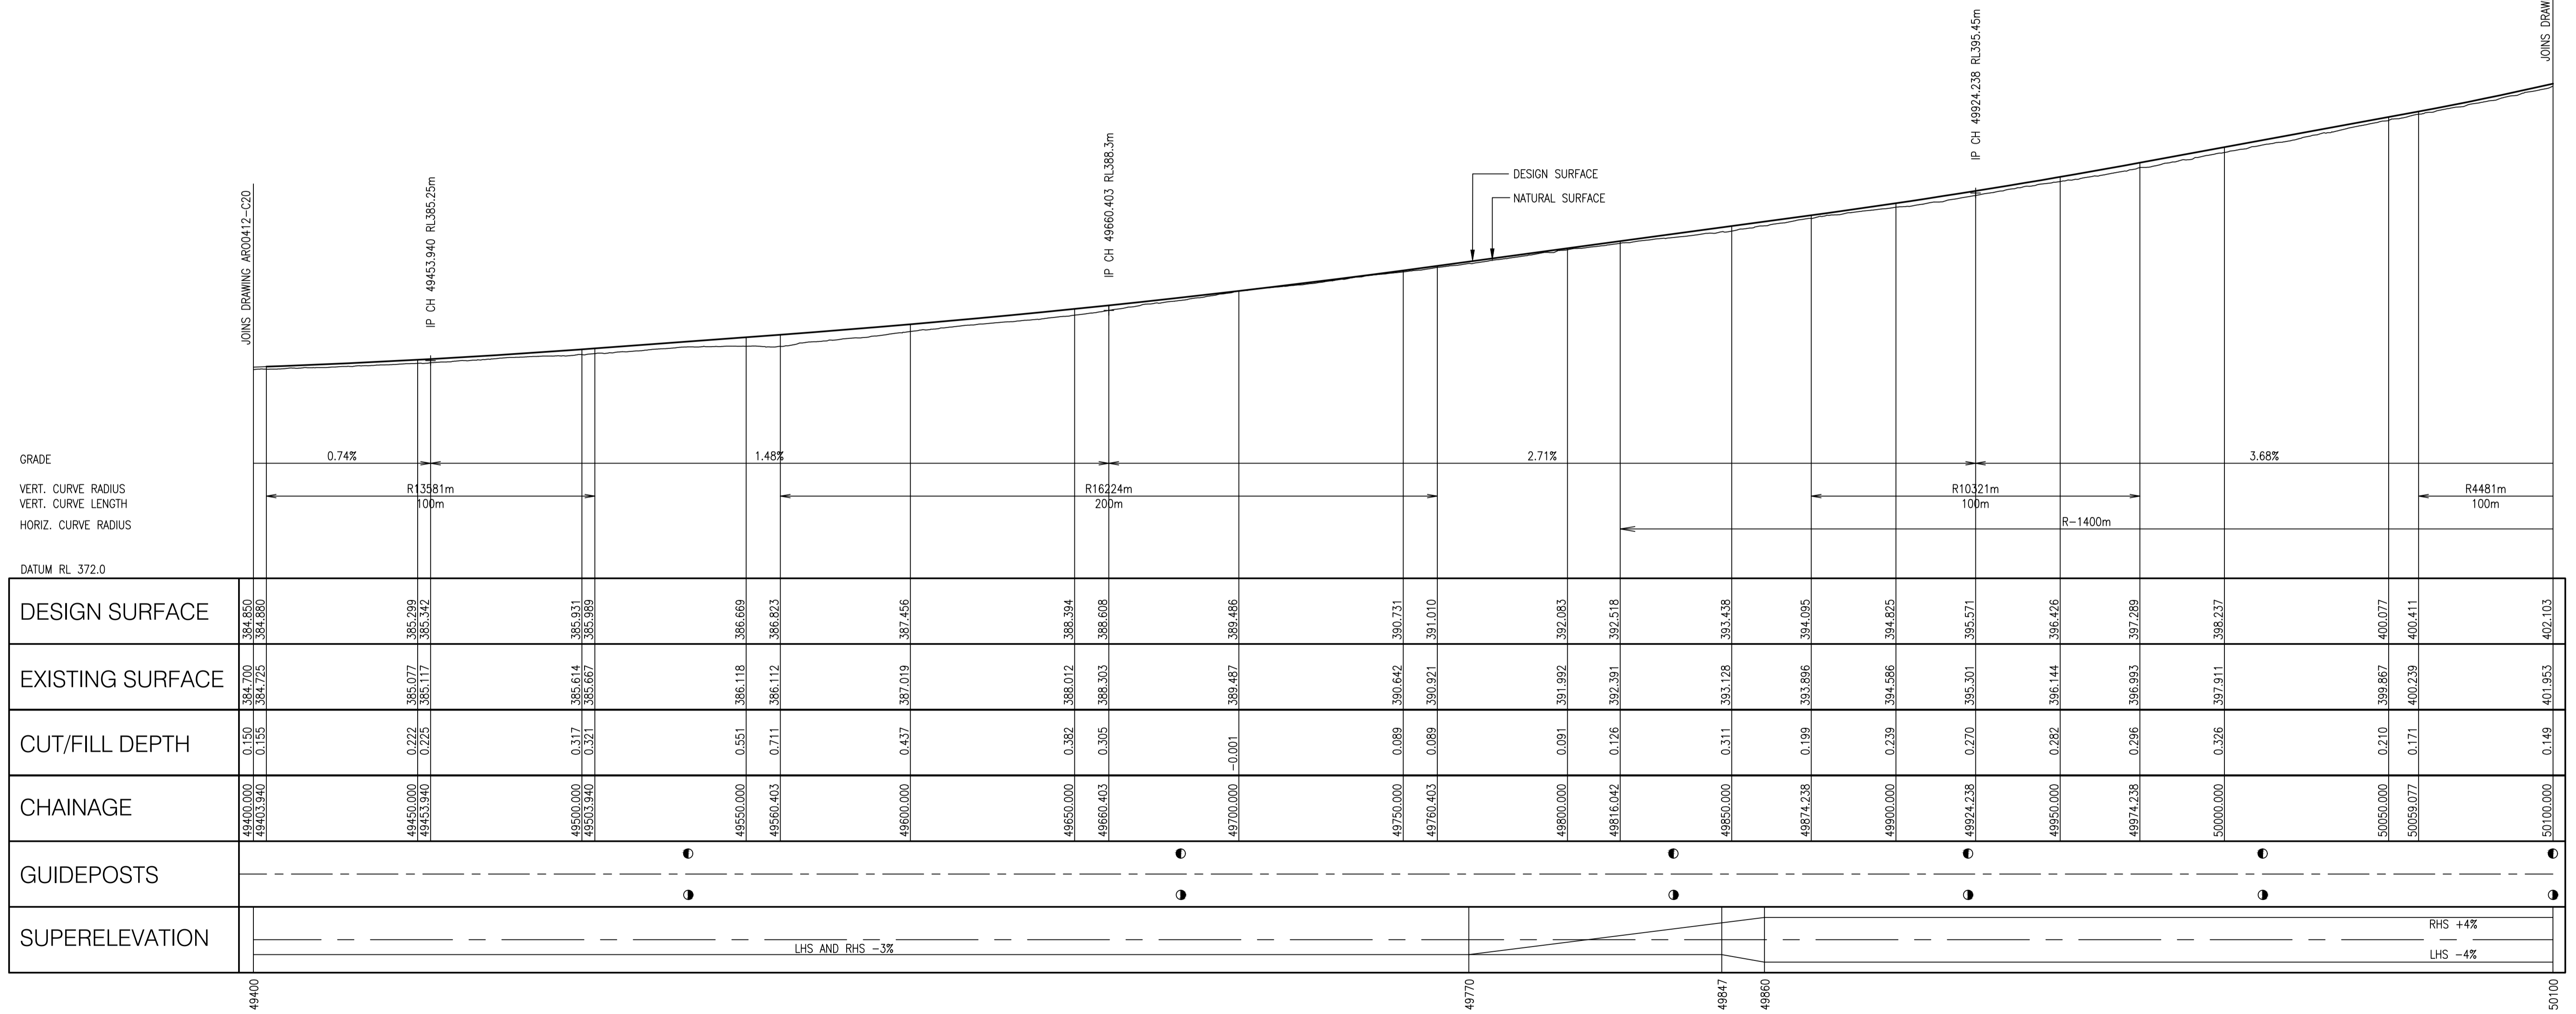 JOINS DRAW
IP CH 49924.238 RL395.45m
IP CH 49660.403 RL388.3m
IP CH 49453.940 RL385.25m
JOINS DRAWING AR00412-C20
DESIGN SURFACE
NATURAL SURFACE
GRADE 0.74% 1.48% 2.71% 3.68%
VERT. CURVE RADIUS R13581m R16224m R10321m R4481m
VERT. CURVE LENGTH 100m 200m 100m 100m
HORIZ. CURVE RADIUS R-1400m
DATUM RL 372.0
DESIGN SURFACE 384.850 384.880 385.299 385.342 385.931 385.989 386.669 386.823 387.456 388.394 388.608 389.486 390.731 391.010 392.083 392.518 393.438 394.095 394.825 395.571 396.426 397.289 398.237 400.077 400.411 402.103
EXISTING SURFACE 384.700 384.725 385.077 385.117 385.614 385.667 386.118 386.112 387.019 388.012 388.303 389.487 390.642 390.921 391.992 392.391 393.128 393.896 394.586 395.301 396.144 396.993 397.911 399.867 400.239 401.953
CUT/FILL DEPTH 0.150 0.155 0.222 0.225 0.317 0.321 0.551 0.711 0.437 0.382 0.305 -0.001 0.089 0.089 0.091 0.126 0.311 0.199 0.239 0.270 0.282 0.296 0.326 0.210 0.171 0.149
CHAINAGE 49400.000 49403.940 49450.000 49453.940 49500.000 49503.940 49550.000 49560.403 49600.000 49650.000 49660.403 49700.000 49750.000 49760.403 49800.000 49816.042 49850.000 49874.238 49900.000 49924.238 49950.000 49974.238 50000.000 50050.000 50059.077 50100.000
GUIDEPOSTS
SUPERELEVATION
LHS AND RHS -3%
RHS +4%
LHS -4%
49400 49770 49847 49860 50100